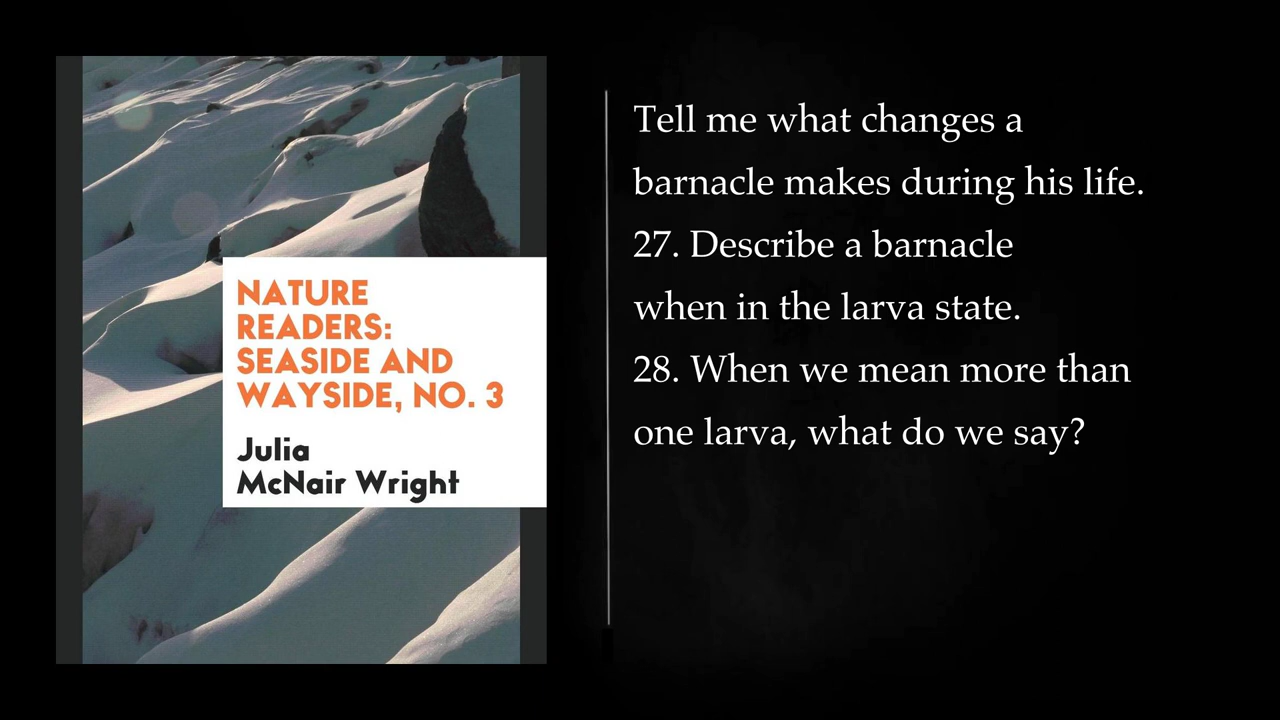 NATURE
READERS:
SEASIDE AND
WAYSIDE, NO. 3
Julia
McNair Wright
Tell me what changes a
barnacle makes during his life.
27. Describe a barnacle
when in the larva state.
28. When we mean more than
one larva, what do we say?